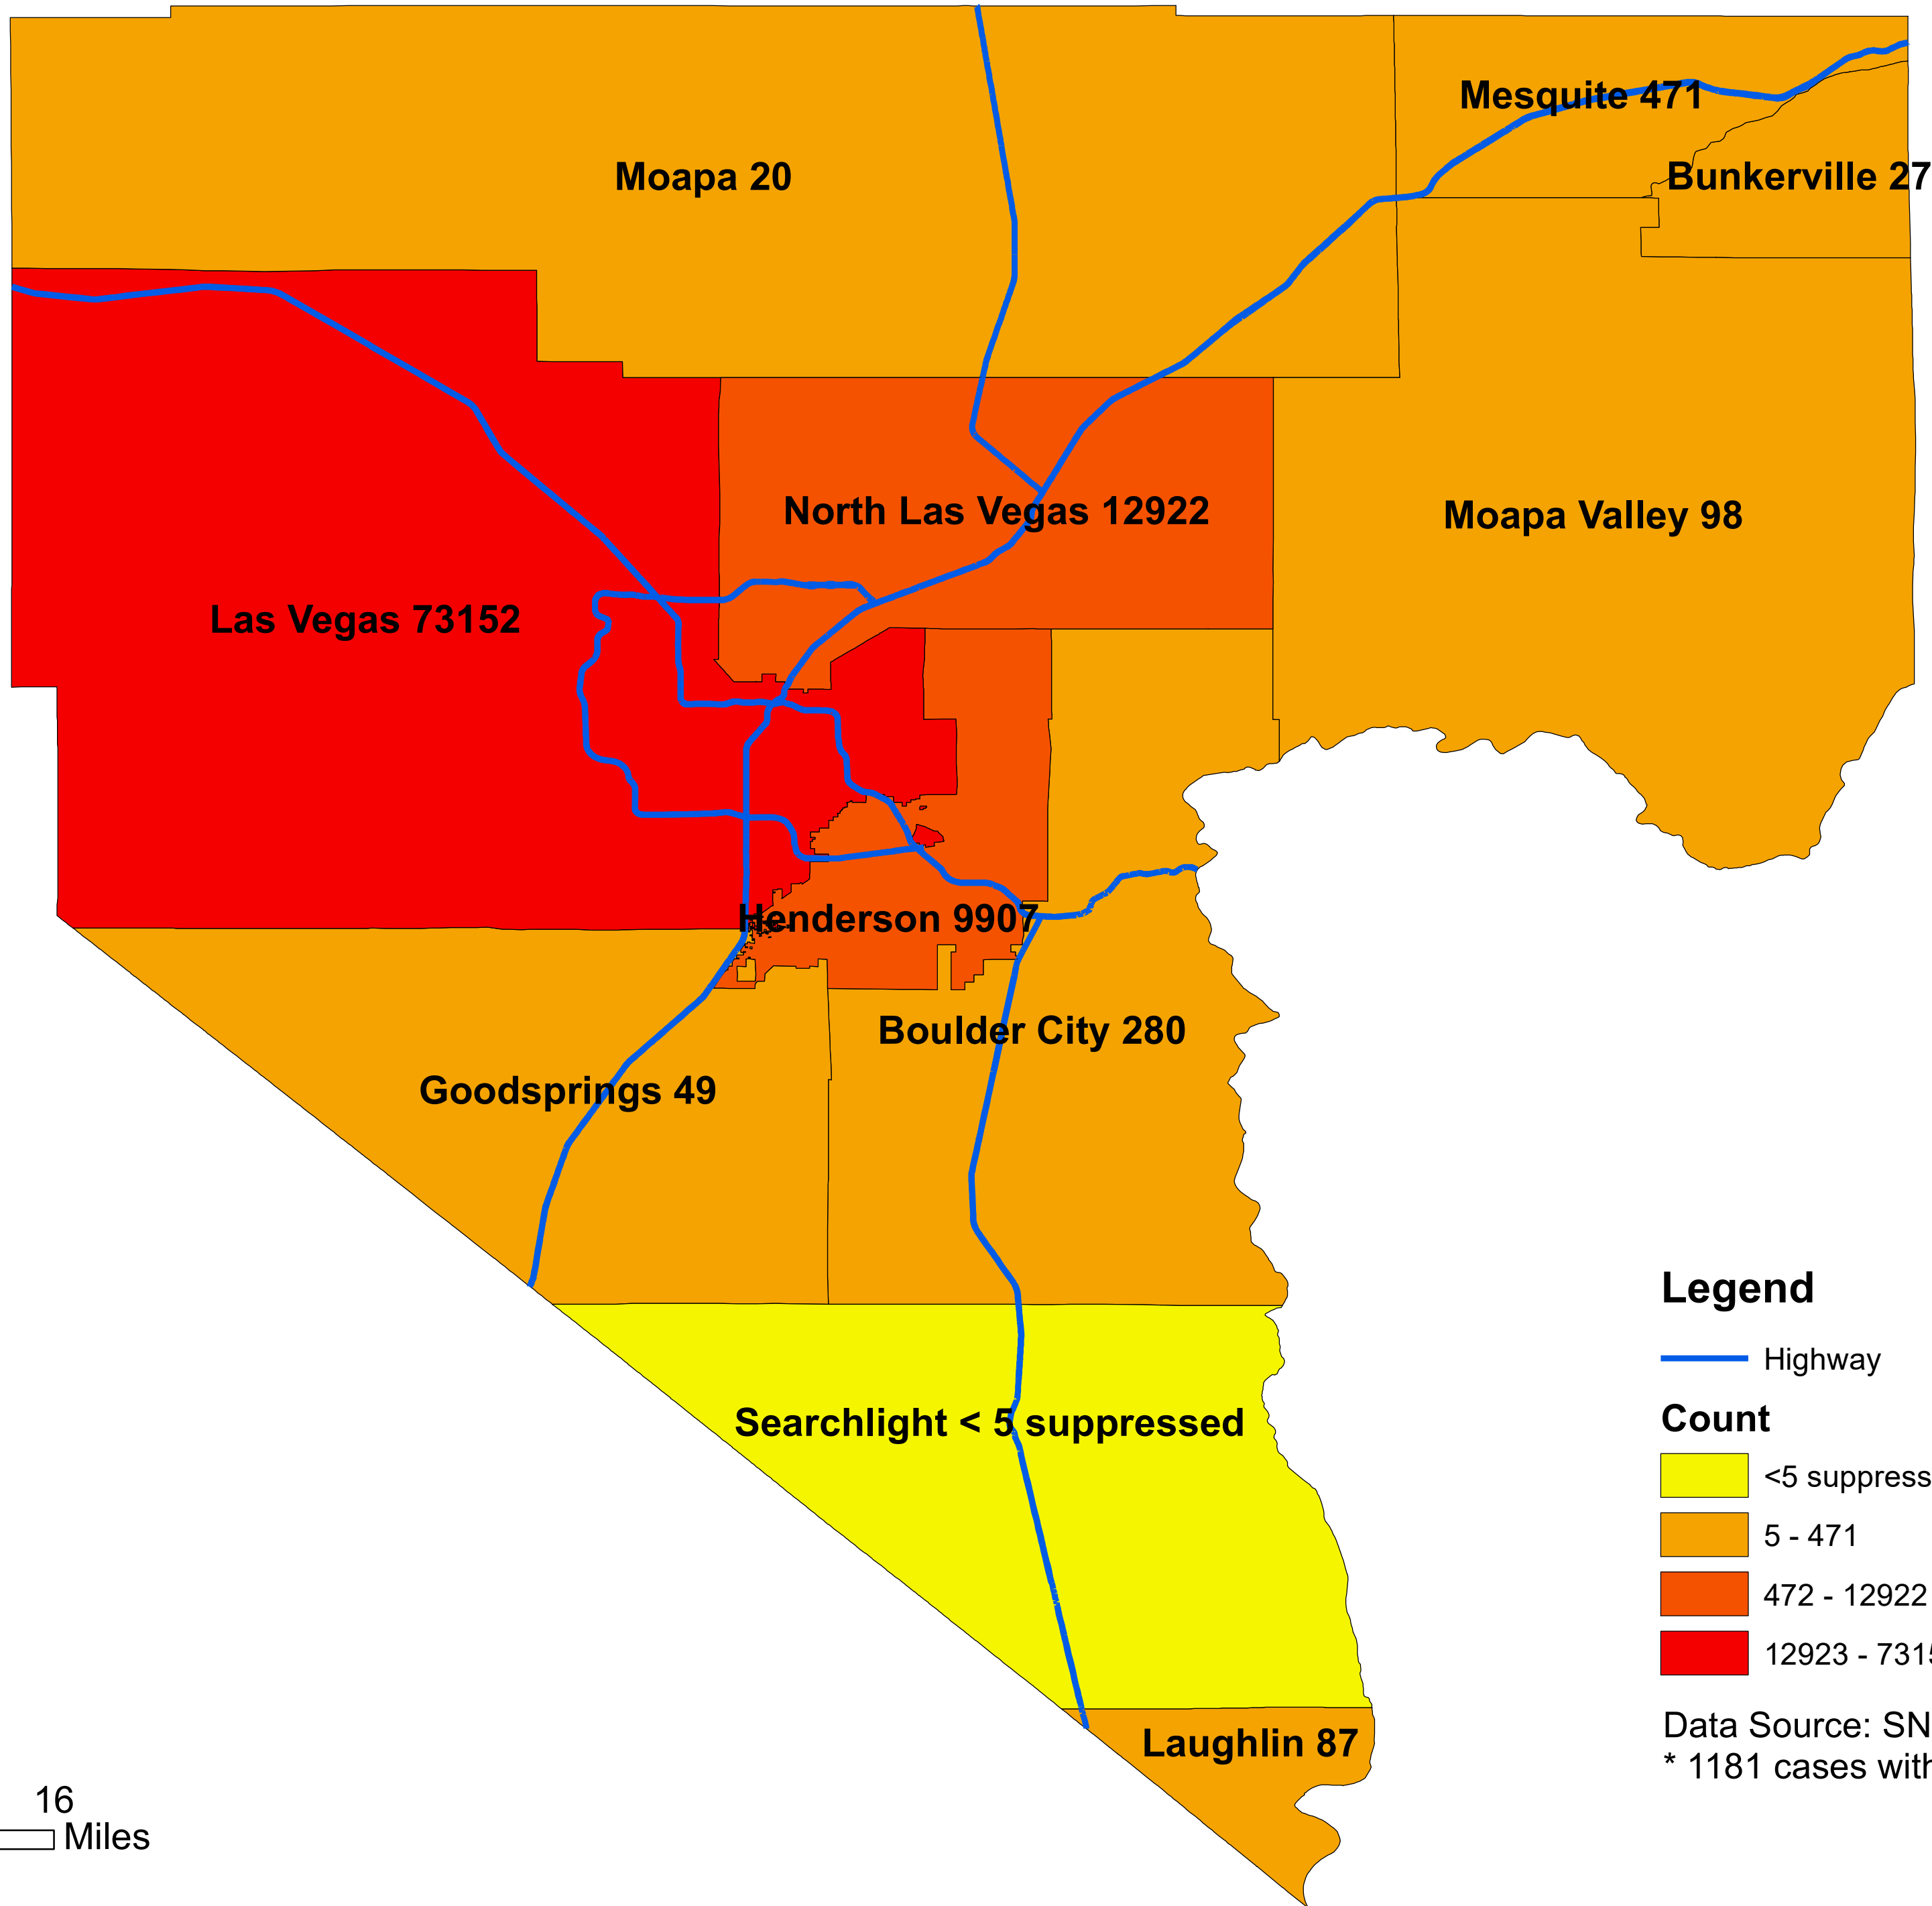 Mesquite 471
Moapa 20
Bunkerville 27
North Las Vegas 12922
Moapa Valley 98
Las Vegas 73152
Henderson 9907
Boulder City 280
Goodsprings 49
Legend
Highway
Searchlight < 5 suppressed
Count
<5 suppress
5 - 471
472 - 12922
12923 - 7315
Data Source: SN
Laughlin 87
* 1181 cases with
16
Miles